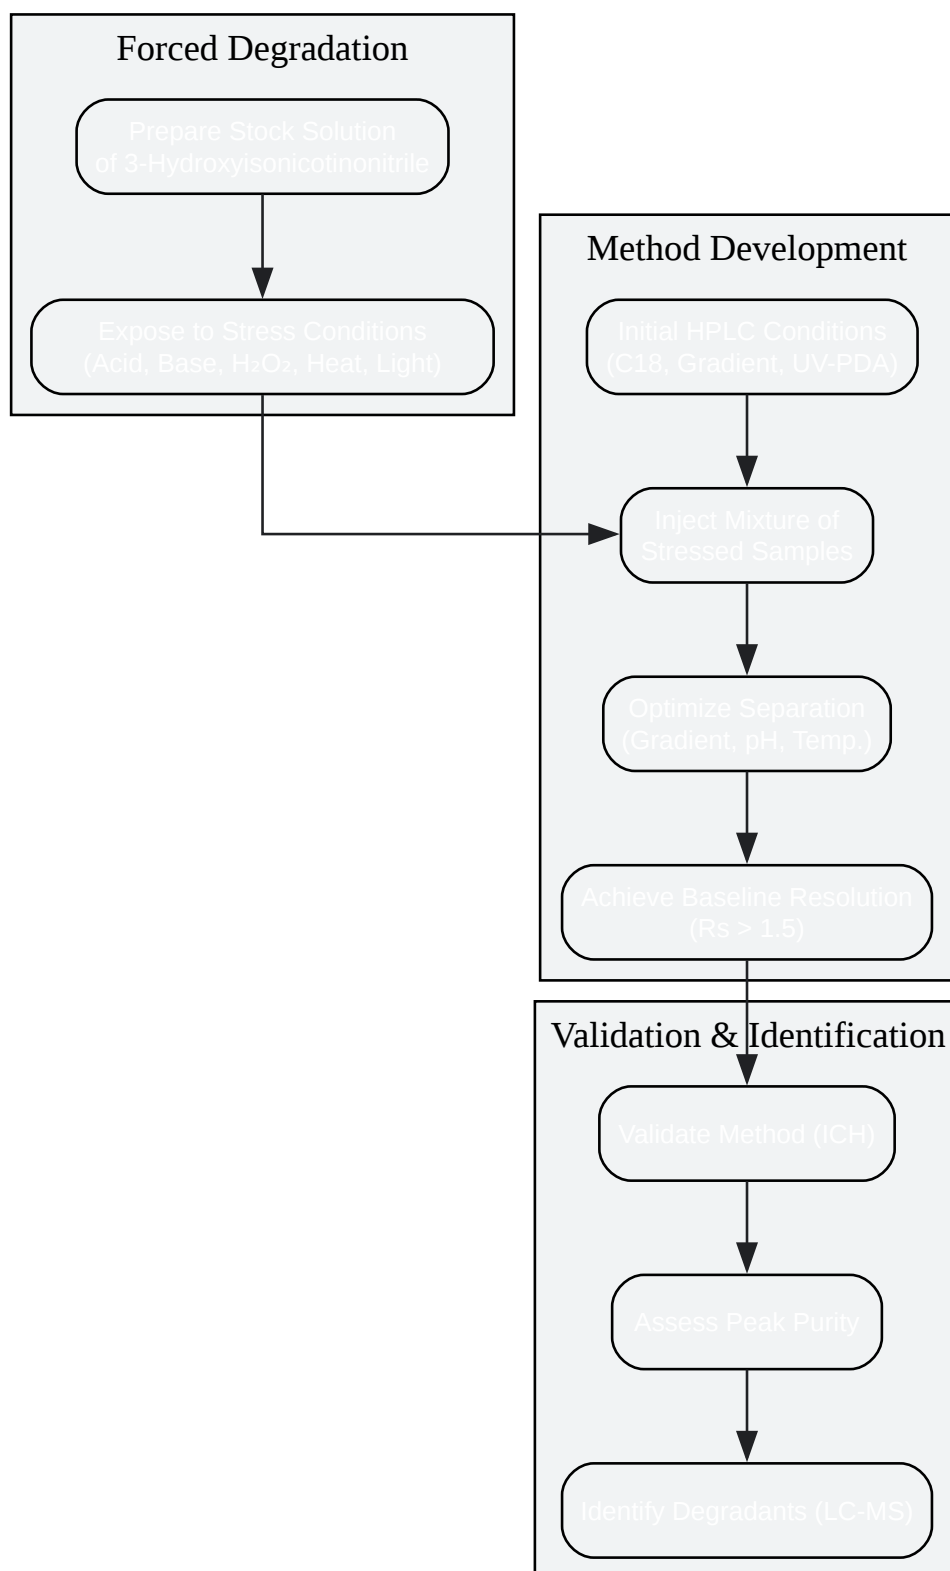 Forced Degradation
Prepare Stock Solution
of 3-Hydroxyisonicotinonitrile
Expose to Stress Conditions
(Acid, Base, H₂O₂, Heat, Light)
Method Development
Initial HPLC Conditions
(C18, Gradient, UV-PDA)
Inject Mixture of
Stressed Samples
Optimize Separation
(Gradient, pH, Temp.)
Achieve Baseline Resolution
(Rs > 1.5)
Validation & Identification
Validate Method (ICH)
Assess Peak Purity
Identify Degradants (LC-MS)